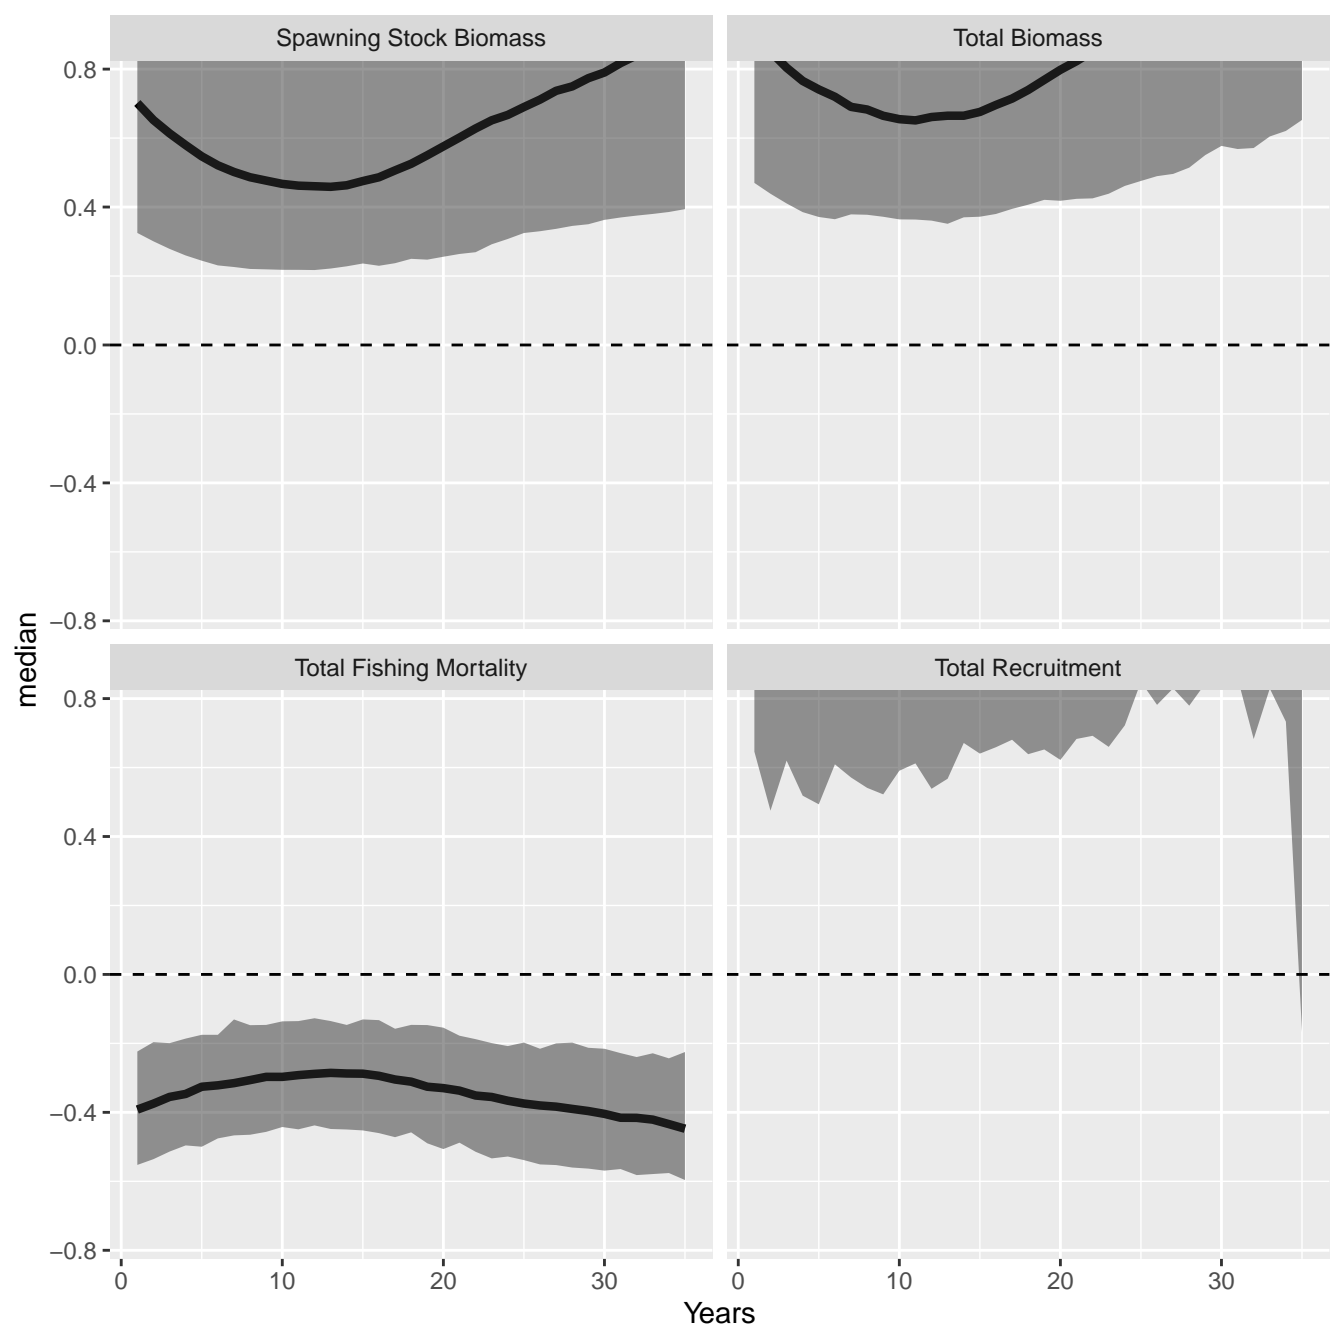 Spawning Stock Biomass
Total Biomass
0.8
0.4
0.0
−0.4
−0.8
median
Total Fishing Mortality
Total Recruitment
0.8
0.4
0.0
−0.4
−0.8
0 10 20 30
0 10 20 30
Years